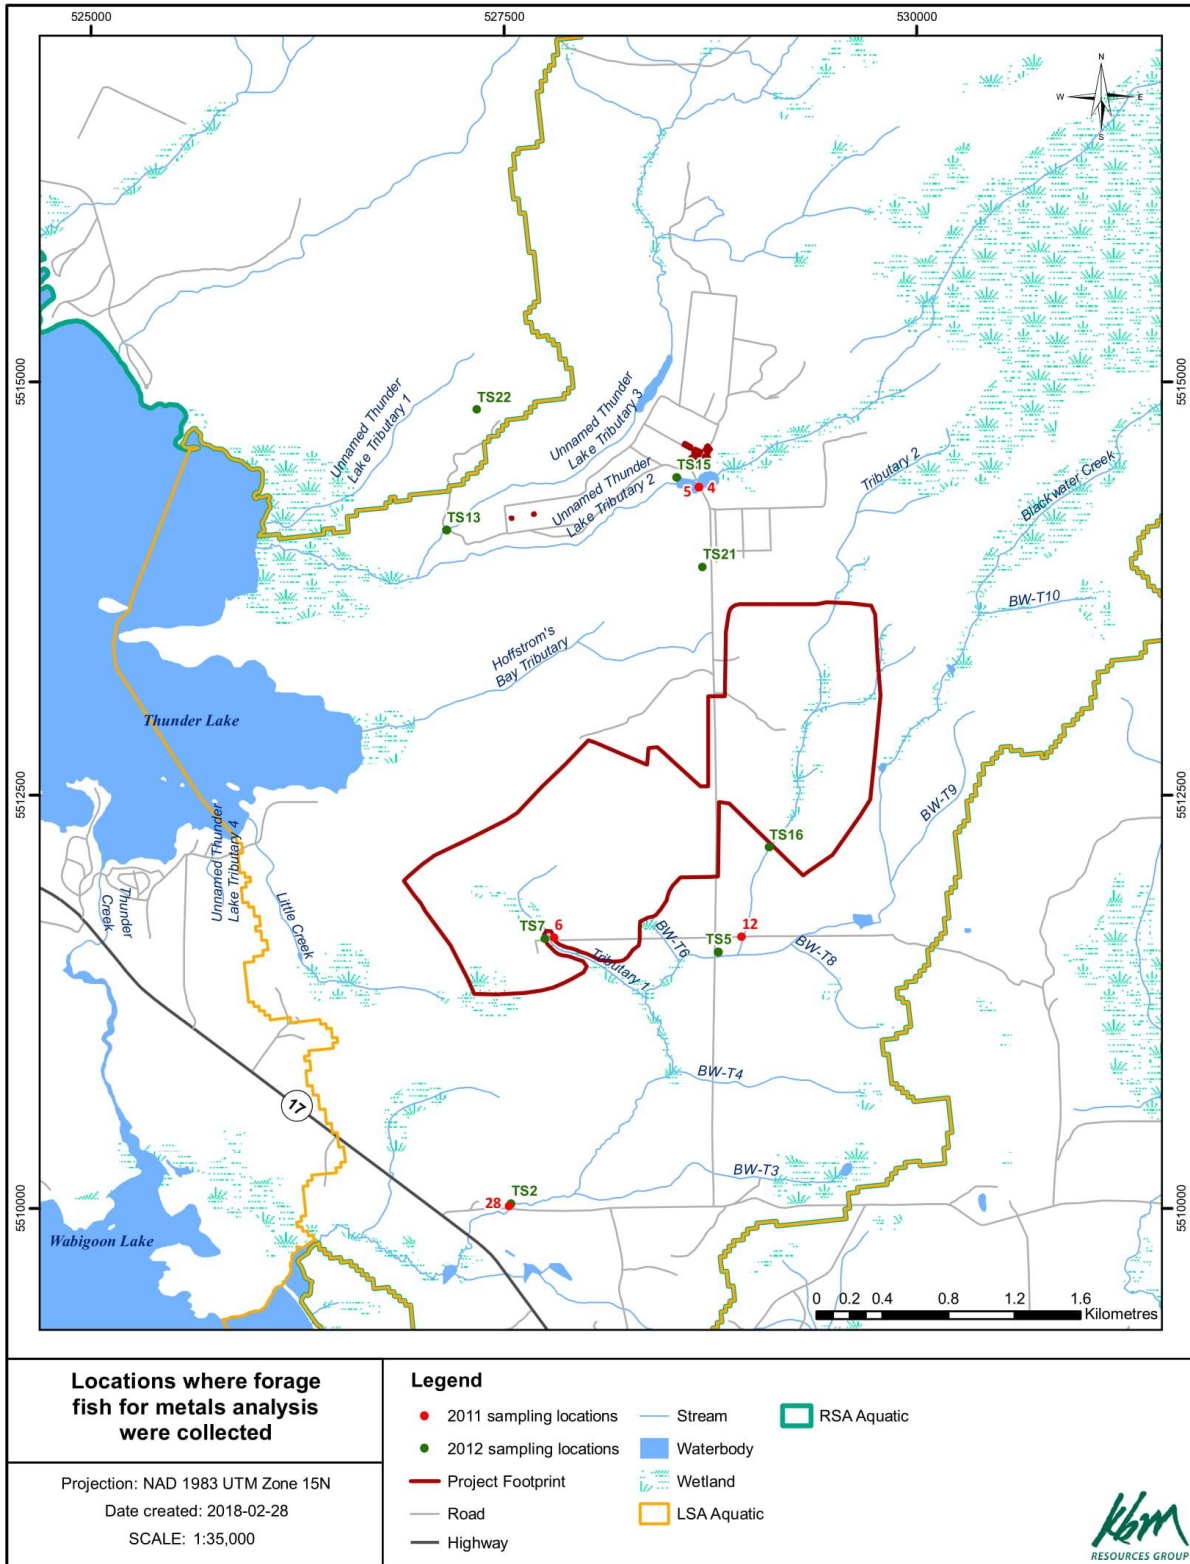 525000
527500
530000
N
W
E
S
5515000
5515000
TS22
Unnamed Thunder
Lake Tributary 1
Unnamed Thunder
Lake Tributary 3
Unnamed Thunder
Lake Tributary 2
TS15
5
4
Tributary 2
Blackwater Creek
TS13
TS21
BW-T10
Hoffstrom's
Bay Tributary
Thunder Lake
5512500
5512500
BW-T9
Unnamed Thunder
Lake Tributary 4
TS16
Thunder
Creek
Little Creek
TS7
6
BW-T6
TS5
12
BW-T8
Tributary 1
BW-T4
17
BW-T3
TS2
28
5510000
5510000
Wabigoon Lake
0 0.2 0.4 0.8 1.2 1.6
Kilometres
Locations where forage
fish for metals analysis
were collected
Projection: NAD 1983 UTM Zone 15N
Date created: 2018-02-28
SCALE: 1:35,000
Legend
2011 sampling locations
2012 sampling locations
Project Footprint
Road
Highway
Stream
Waterbody
Wetland
LSA Aquatic
RSA Aquatic
kbm
RESOURCES GROUP